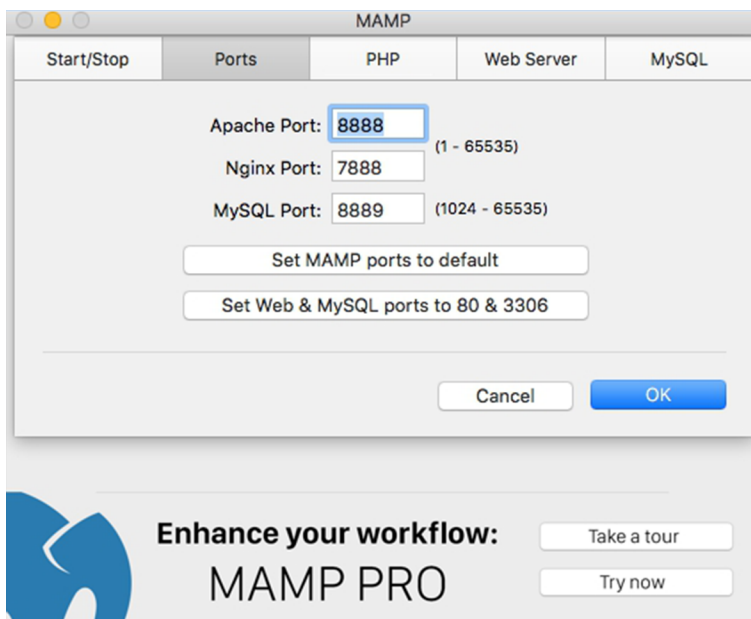 MAMP
Start/Stop Ports PHP Web Server MySQL
Apache Port: 8888
(1 - 65535)
Nginx Port: 7888
MySQL Port: 8889 (1024 - 65535)
Set MAMP ports to default
Set Web & MySQL ports to 80 & 3306
Cancel OK
Enhance your workflow: Take a tour
MAMP PRO Try now